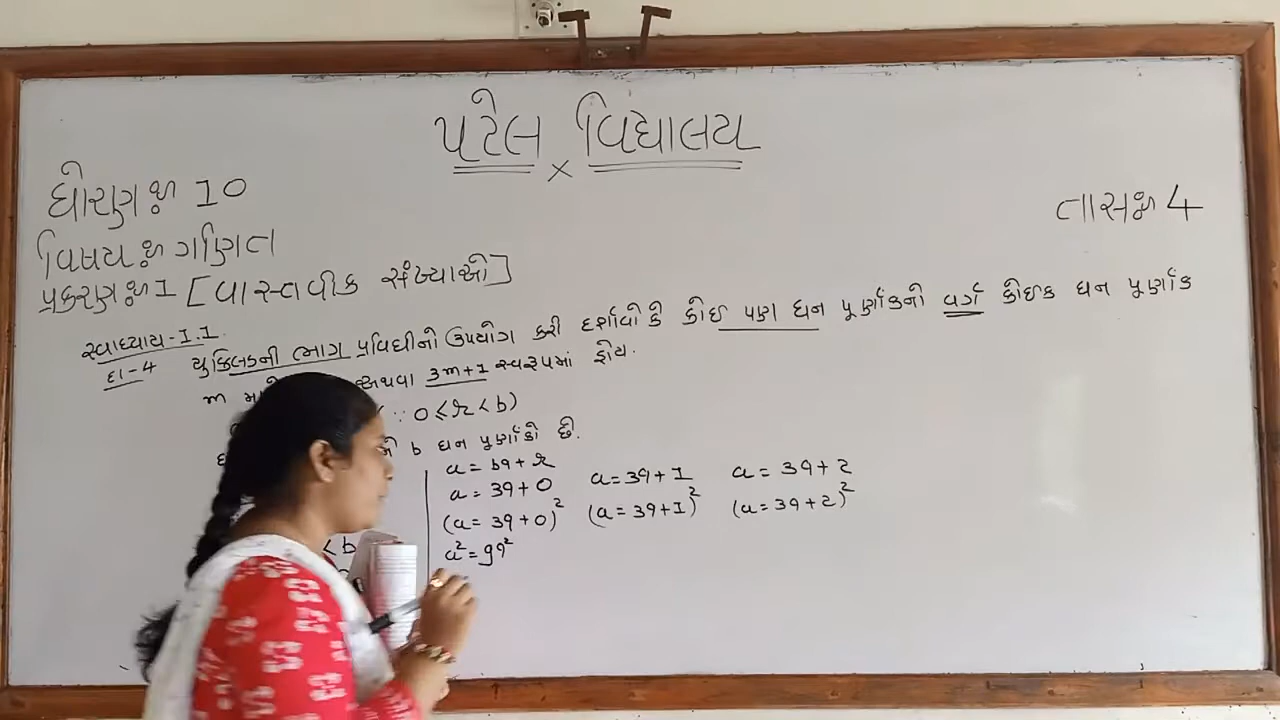 પટેલ × વિદ્યાલય
ધોરણ ઃ 10
તાસ ઃ 4
વિષય ઃ ગણિત
પ્રકરણ ઃ 1 [વાસ્તવીક સંખ્યાઓ]
સ્વાધ્યાય-1.1
દા-4 યુક્લિડની ભાગ પ્રવિધીનો ઉપયોગ કરી દર્શાવો કે કોઈ પણ ધન પૂર્ણાંકનો વર્ગ કોઈક ધન પૂર્ણાંક
m અથવા 3m+1 સ્વરૂપમાં હોય.
(∵ 0 ≤ r < b)
b ધન પૂર્ણાંકો છે.
a = bq + r
a = 3q + 0 a = 3q + 1 a = 3q + 2
(a = 3q + 0)² (a = 3q + 1)² (a = 3q + 2)²
a² = 9q²
< b